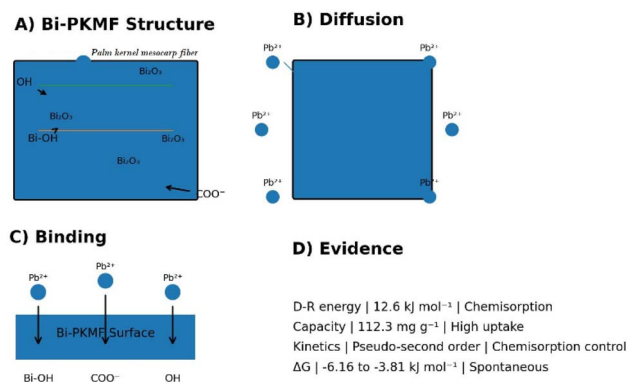 A) Bi-PKMF Structure
Palm kernel mesocarp fiber
Bi₂O₃
OH
Bi₂O₃
Bi-OH
Bi₂O₃
Bi₂O₃
COO⁻
B) Diffusion
Pb²⁺
Pb²⁺
Pb²⁺
Pb²⁺
Pb²⁺
Pb²⁺
C) Binding
Pb²⁺
Pb²⁺
Pb²⁺
Bi-PKMF Surface
Bi-OH
COO⁻
OH
D) Evidence
D-R energy | 12.6 kJ mol⁻¹ | Chemisorption
Capacity | 112.3 mg g⁻¹ | High uptake
Kinetics | Pseudo-second order | Chemisorption control
ΔG | -6.16 to -3.81 kJ mol⁻¹ | Spontaneous